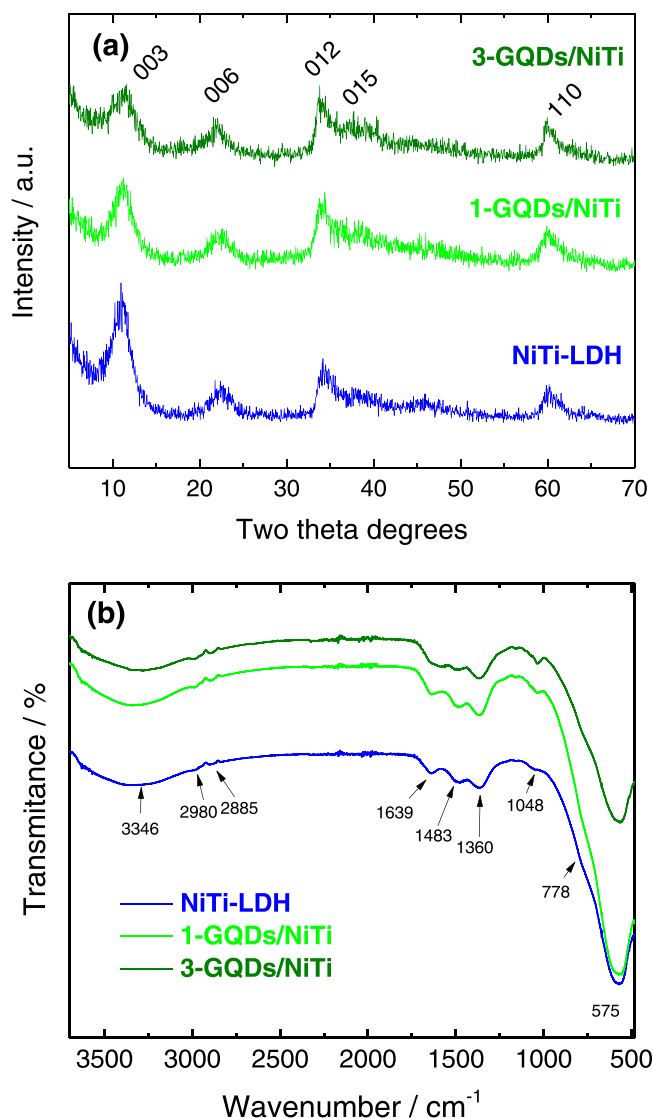 (a)
003
006
012
015
110
3-GQDs/NiTi
1-GQDs/NiTi
NiTi-LDH
Intensity / a.u.
10 20 30 40 50 60 70
Two theta degrees
(b)
3346
2980
2885
1639
1483
1360
1048
778
575
NiTi-LDH
1-GQDs/NiTi
3-GQDs/NiTi
Transmitance / %
3500 3000 2500 2000 1500 1000 500
Wavenumber / cm⁻¹